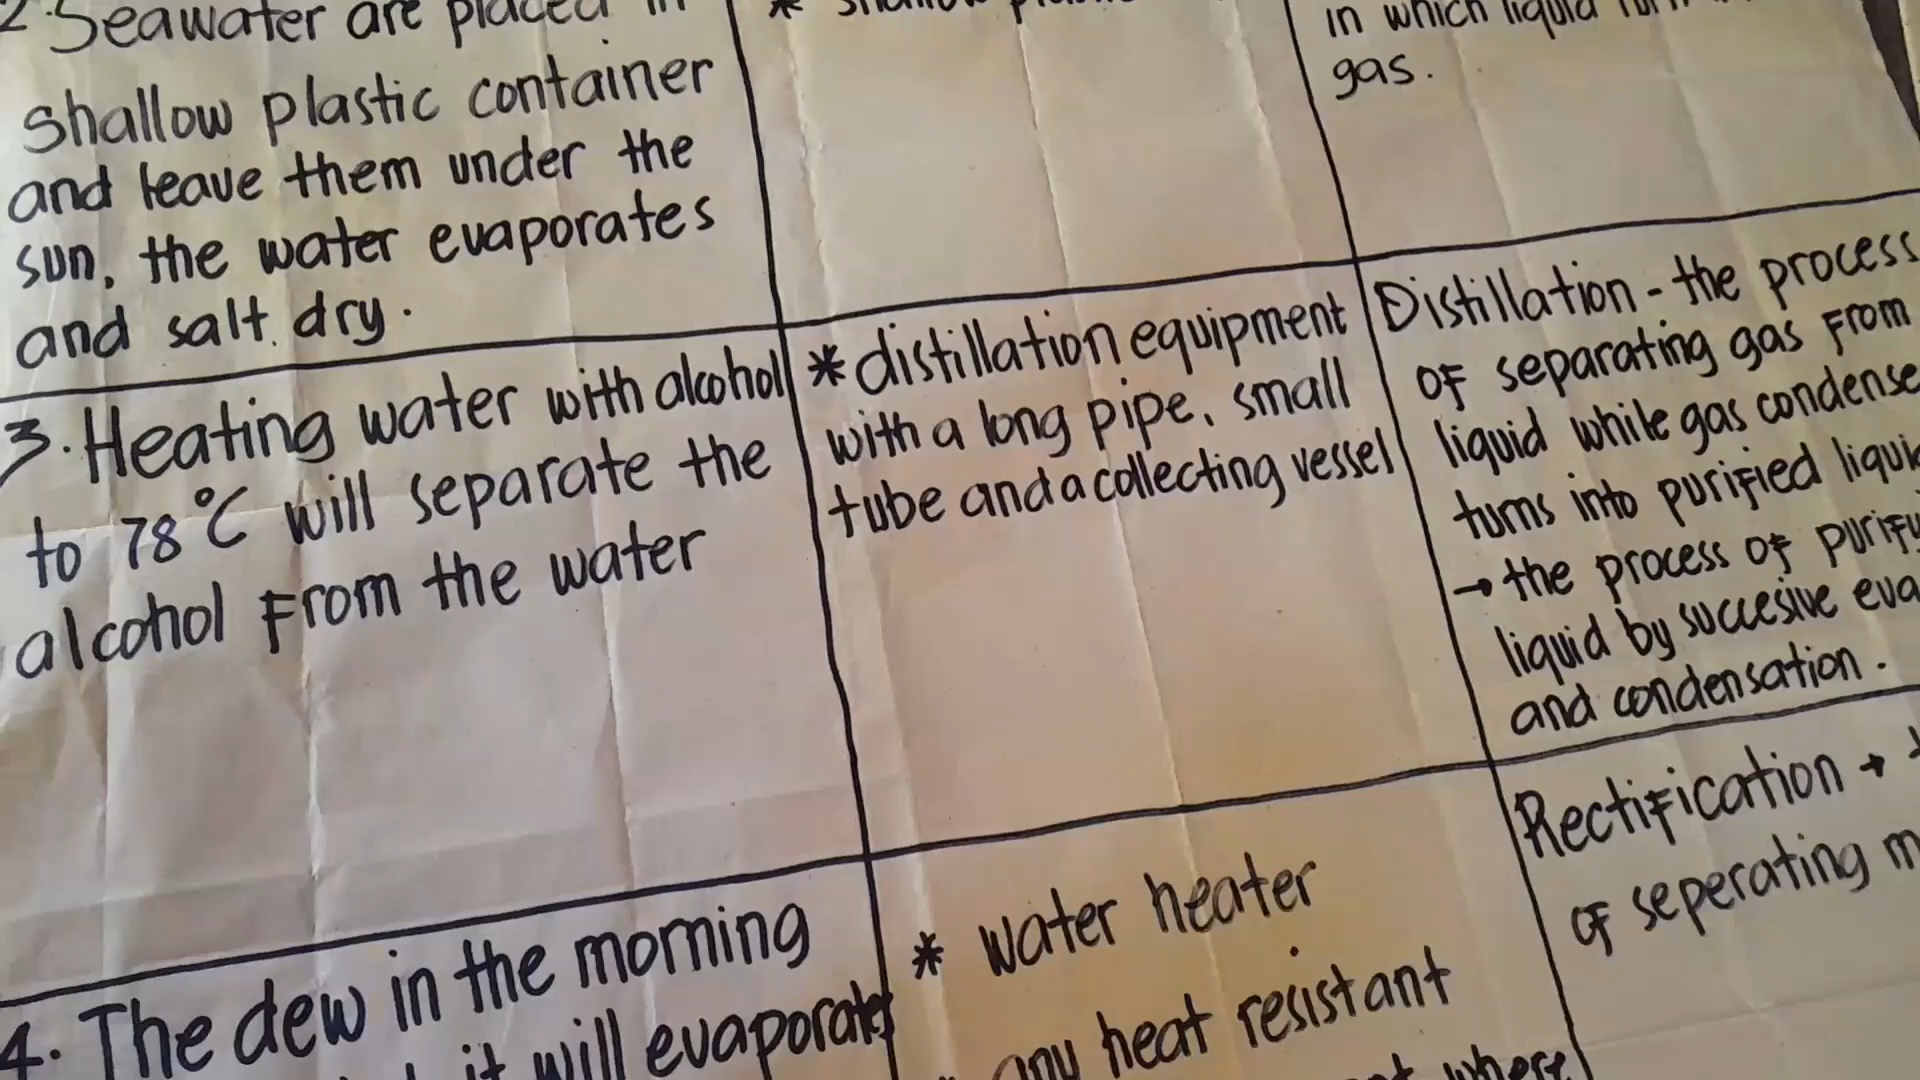 2. Seawater are placed in
shallow plastic container
and leave them under the
sun, the water evaporates
and salt dry.
*
in which liquid
gas.
3. Heating water with alcohol
to 78°C will separate the
alcohol From the water
* distillation equipment
with a long pipe, small
tube and a collecting vessel
Distillation - the process
OF separating gas From
liquid while gas condense
turns into purified
→ the process OF
liquid by succesive
and condensation.
4. The dew in the morning
it will evaporates
* water heater
any heat resistant
where
Rectification →
OF seperating